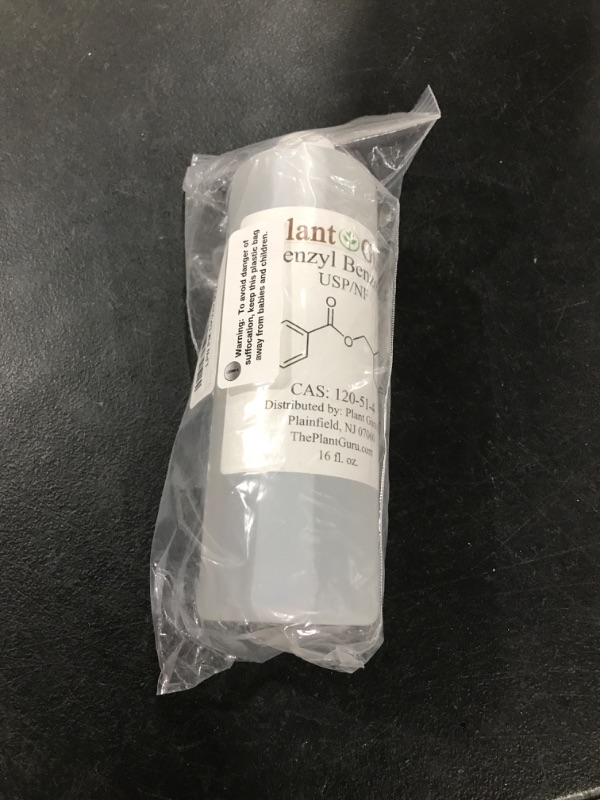 lant
enzyl Benz
USP/NF
O
O
CAS: 120-51-4
Distributed by: Plant Guru
Plainfield, NJ 0706
ThePlantGuru.com
16 fl. oz.
Warning: To avoid danger of
suffocation, keep this plastic bag
away from babies and children.